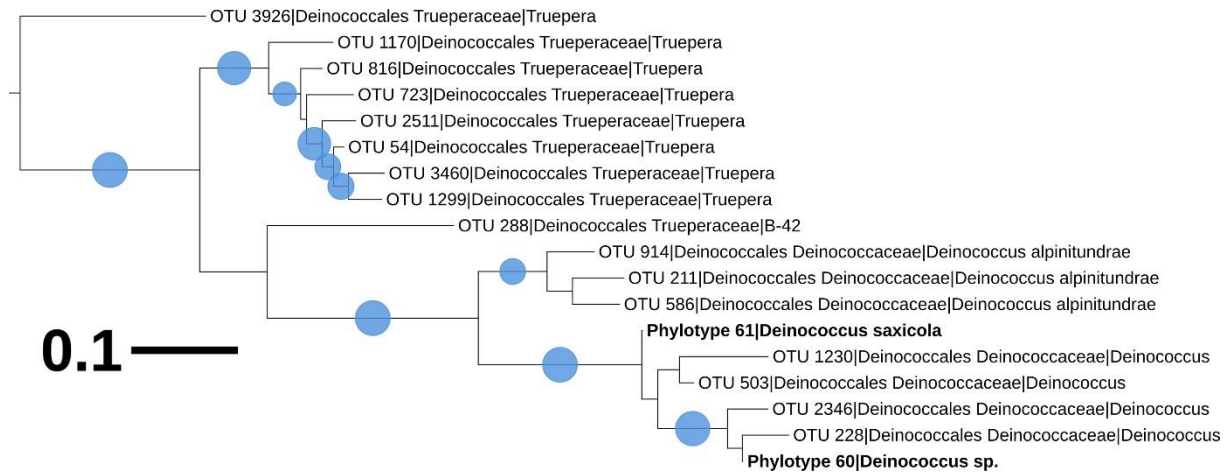 OTU 3926|Deinococcales Trueperaceae|Truepera
OTU 1170|Deinococcales Trueperaceae|Truepera
OTU 816|Deinococcales Trueperaceae|Truepera
OTU 723|Deinococcales Trueperaceae|Truepera
OTU 2511|Deinococcales Trueperaceae|Truepera
OTU 54|Deinococcales Trueperaceae|Truepera
OTU 3460|Deinococcales Trueperaceae|Truepera
OTU 1299|Deinococcales Trueperaceae|Truepera
OTU 288|Deinococcales Trueperaceae|B-42
OTU 914|Deinococcales Deinococcaceae|Deinococcus alpinitundrae
OTU 211|Deinococcales Deinococcaceae|Deinococcus alpinitundrae
OTU 586|Deinococcales Deinococcaceae|Deinococcus alpinitundrae
Phylotype 61|Deinococcus saxicola
0.1
OTU 1230|Deinococcales Deinococcaceae|Deinococcus
OTU 503|Deinococcales Deinococcaceae|Deinococcus
OTU 2346|Deinococcales Deinococcaceae|Deinococcus
OTU 228|Deinococcales Deinococcaceae|Deinococcus
Phylotype 60|Deinococcus sp.